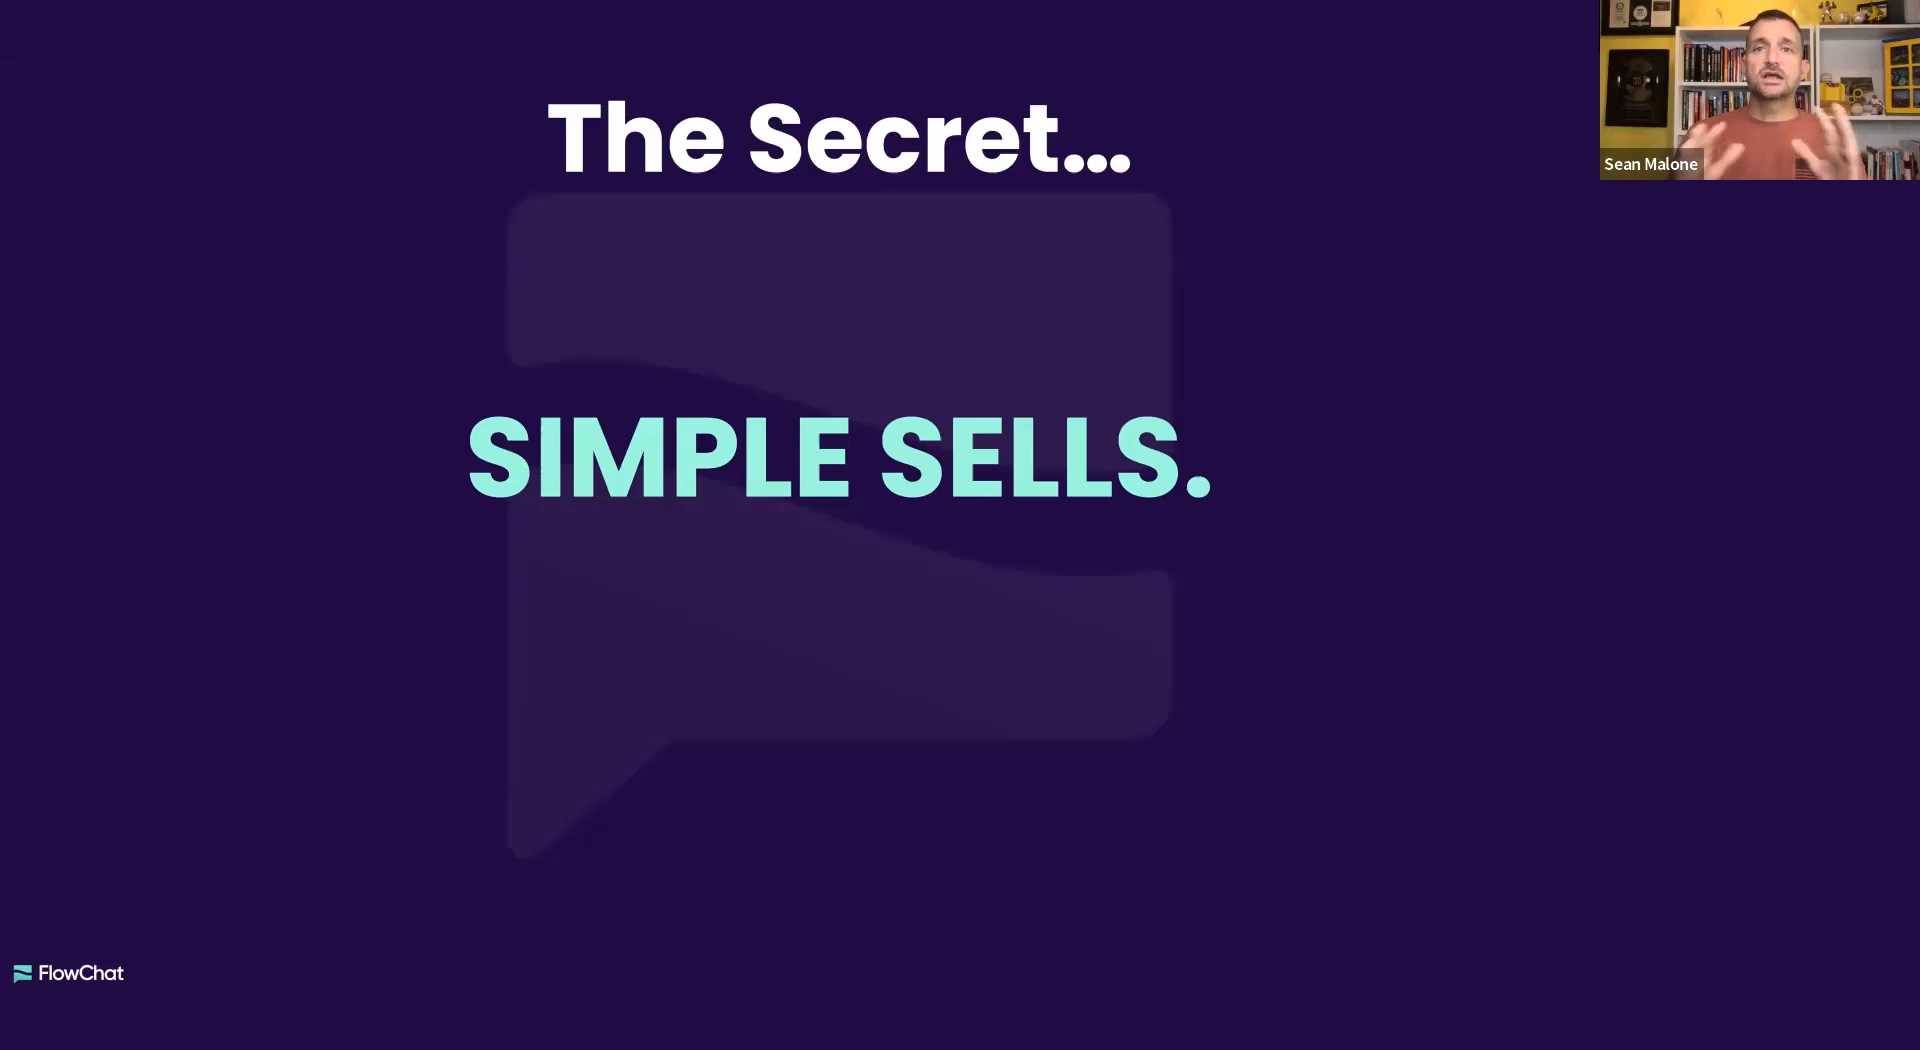 The Secret...
SIMPLE SELLS.
Sean Malone
FlowChat